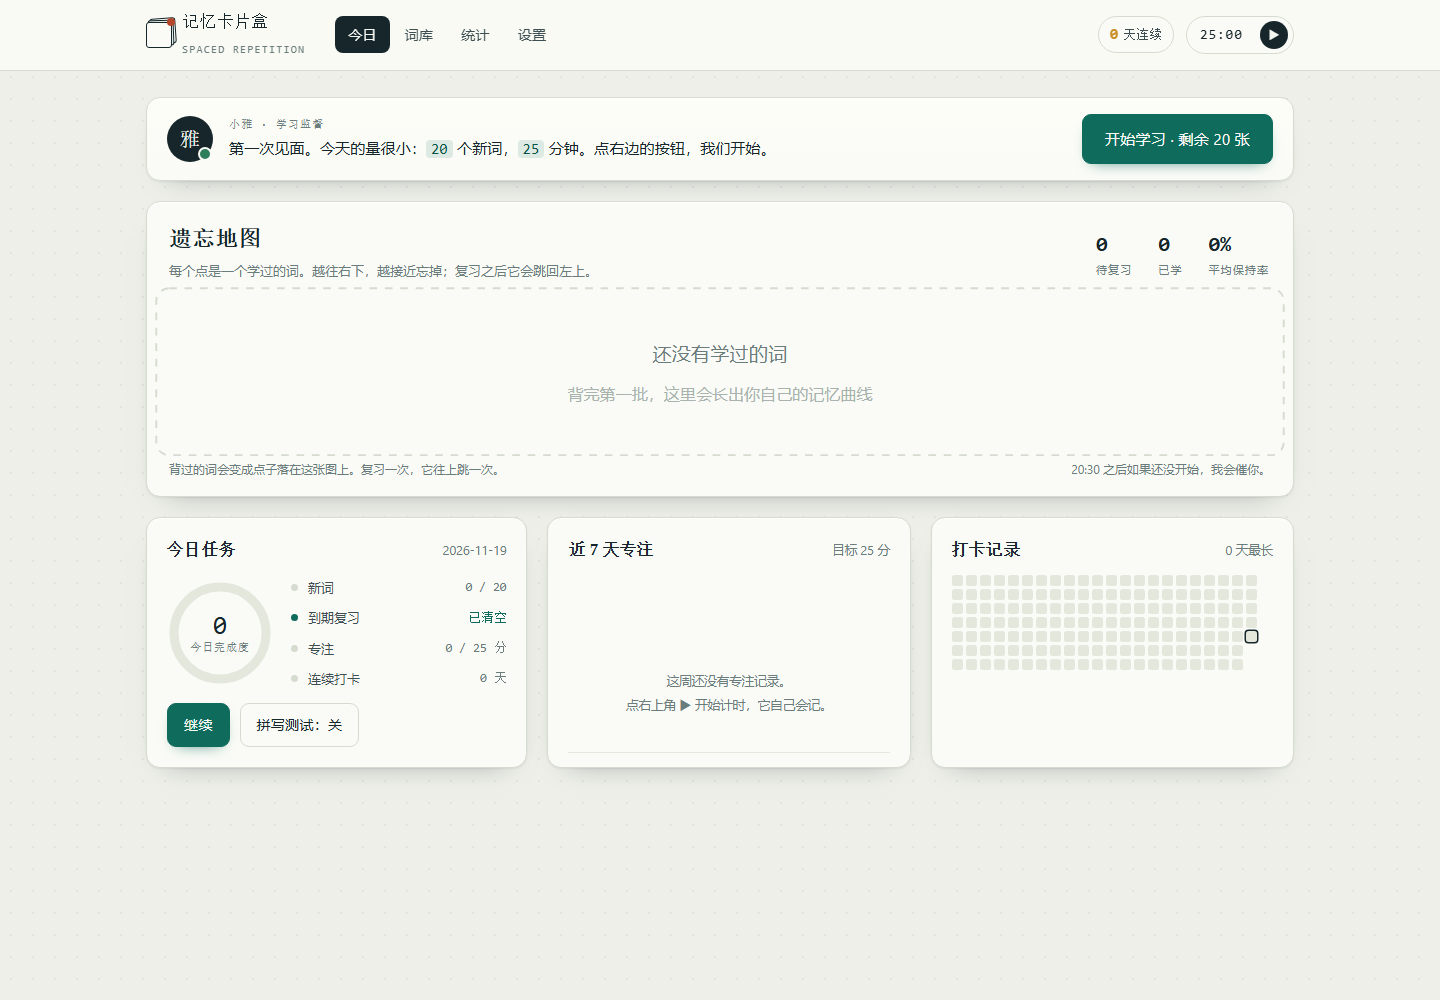 记忆卡片盒
SPACED REPETITION
今日 词库 统计 设置
0 天连续
25:00
雅
小雅 · 学习监督
第一次见面。今天的量很小：20 个新词，25 分钟。点右边的按钮，我们开始。
开始学习 · 剩余 20 张
遗忘地图
每个点是一个学过的词。越往右下，越接近忘掉；复习之后它会跳回左上。
0 0 0%
待复习 已学 平均保持率
还没有学过的词
背完第一批，这里会长出你自己的记忆曲线
背过的词会变成点子落在这张图上。复习一次，它往上跳一次。
20:30 之后如果还没开始，我会催你。
今日任务 2026-11-19
0
今日完成度
新词 0 / 20
到期复习 已清空
专注 0 / 25 分
连续打卡 0 天
继续 拼写测试：关
近 7 天专注 目标 25 分
这周还没有专注记录。
点右上角 ▶ 开始计时，它自己会记。
打卡记录 0 天最长